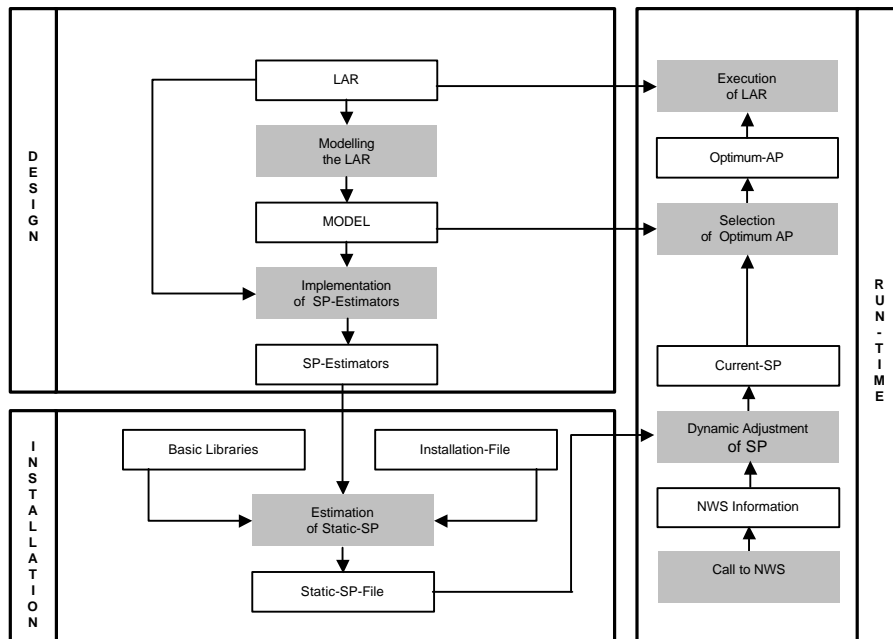 DESIGN
LAR
Modelling
the LAR
MODEL
Implementation
of SP-Estimators
SP-Estimators
INSTALLATION
Basic Libraries
Installation-File
Estimation
of Static-SP
Static-SP-File
RUN-TIME
Execution
of LAR
Optimum-AP
Selection
of Optimum AP
Current-SP
Dynamic Adjustment
of SP
NWS Information
Call to NWS